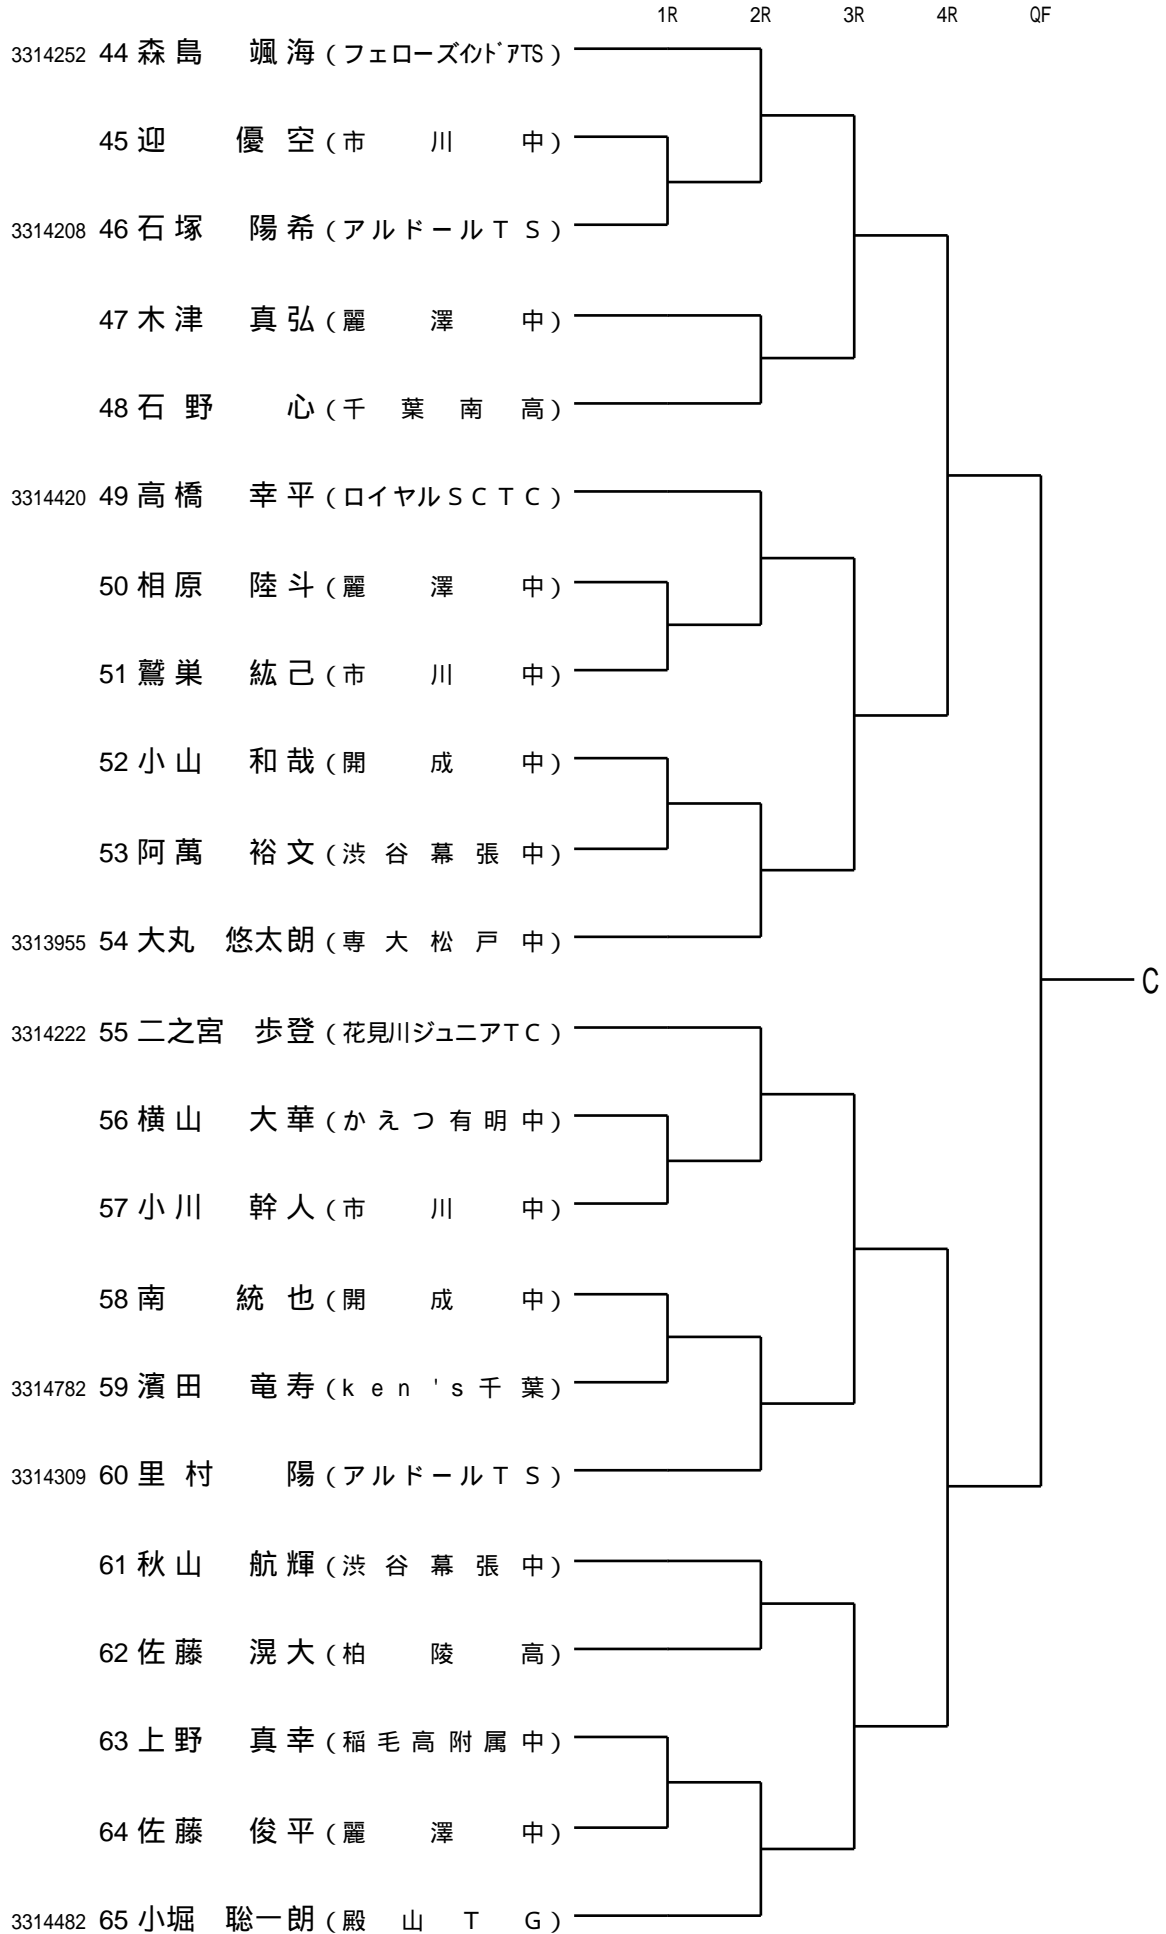 1R 2R 3R 4R QF
3314252 44 森島 颯海 (フェローズインドアTS)
45 迎 優空 (市川中)
3314208 46 石塚 陽希 (アルドールTS)
47 木津 真弘 (麗澤中)
48 石野 心 (千葉南高)
3314420 49 高橋 幸平 (ロイヤルSCTC)
50 相原 陸斗 (麗澤中)
51 鷲巣 紘己 (市川中)
52 小山 和哉 (開成中)
53 阿萬 裕文 (渋谷幕張中)
3313955 54 大丸 悠太朗 (専大松戸中)
C
3314222 55 二之宮 歩登 (花見川ジュニアTC)
56 横山 大華 (かえつ有明中)
57 小川 幹人 (市川中)
58 南 統也 (開成中)
3314782 59 濱田 竜寿 (ken's千葉)
3314309 60 里村 陽 (アルドールTS)
61 秋山 航輝 (渋谷幕張中)
62 佐藤 滉大 (柏陵高)
63 上野 真幸 (稲毛高附属中)
64 佐藤 俊平 (麗澤中)
3314482 65 小堀 聡一朗 (殿山TG)